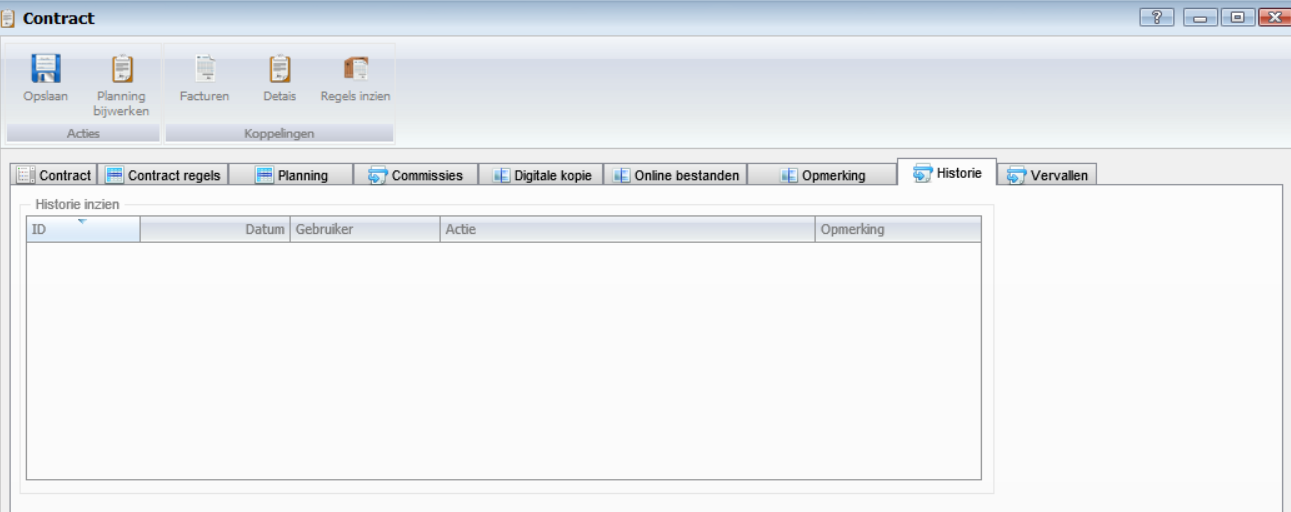 Contract
Opslaan
Planning bijwerken
Facturen
Detais
Regels inzien
Acties
Koppelingen
Contract
Contract regels
Planning
Commissies
Digitale kopie
Online bestanden
Opmerking
Historie
Vervallen
Historie inzien
ID
Datum
Gebruiker
Actie
Opmerking